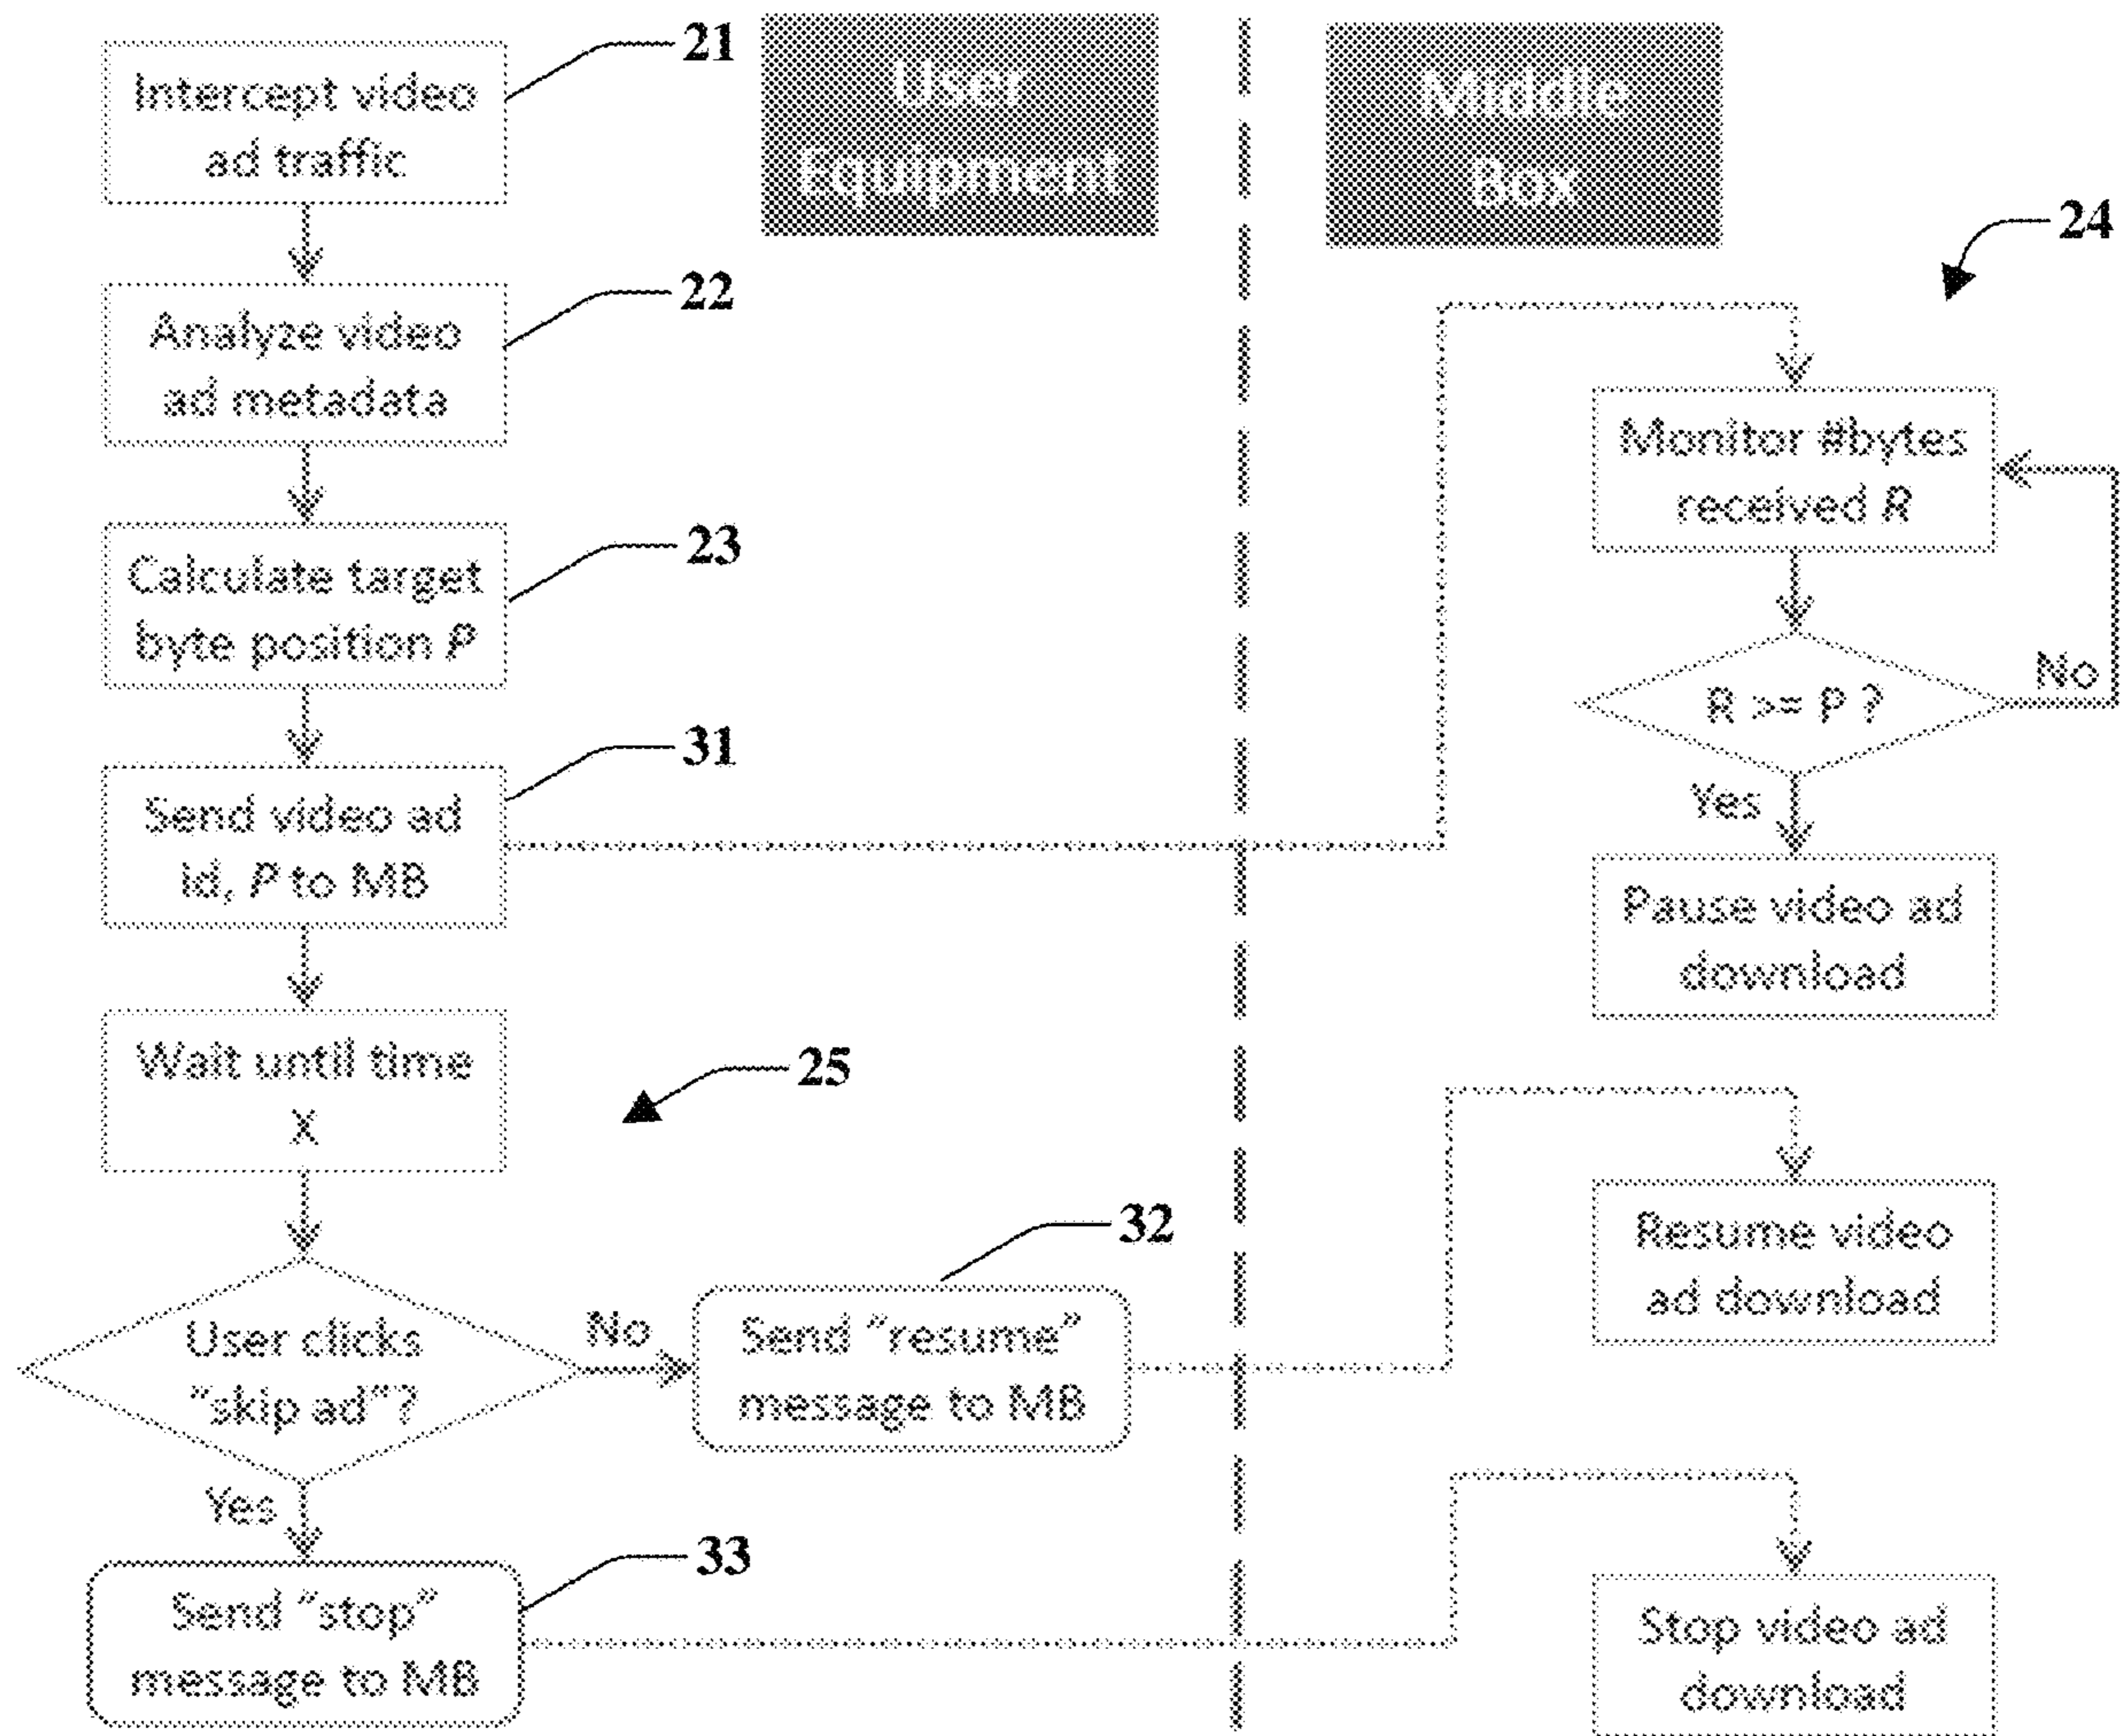 Intercept video
ad traffic
21
User
Equipment
Middle
Box
24
Analyze video
ad metadata
22
Monitor #bytes
received R
Calculate target
byte position P
23
R >= P ?
No
Yes
Send video ad
id, P to MB
31
Pause video ad
download
Wait until time
X
25
Resume video
ad download
User clicks
"skip ad"?
No
Yes
Send "resume"
message to MB
32
Send "stop"
message to MB
33
Stop video ad
download